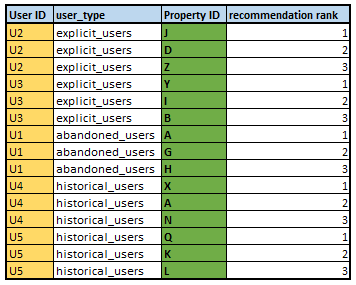 User ID user_type Property ID recommendation rank
U2 explicit_users J 1
U2 explicit_users D 2
U2 explicit_users Z 3
U3 explicit_users Y 1
U3 explicit_users I 2
U3 explicit_users B 3
U1 abandoned_users A 1
U1 abandoned_users G 2
U1 abandoned_users H 3
U4 historical_users X 1
U4 historical_users A 2
U4 historical_users N 3
U5 historical_users Q 1
U5 historical_users K 2
U5 historical_users L 3